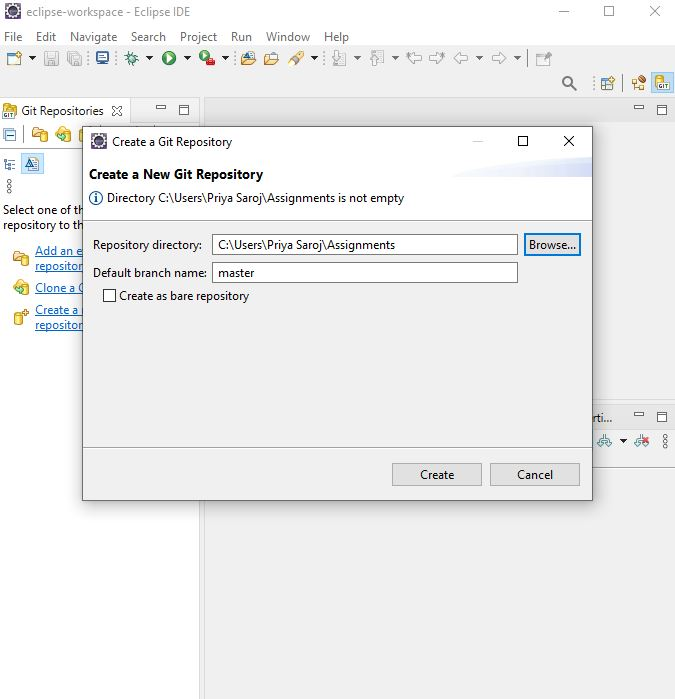 eclipse-workspace - Eclipse IDE
File Edit Navigate Search Project Run Window Help
GIT
Git Repositories
Select one of th
repository to th
Add an e
repositor
Clone a G
Create a
repositor
Create a Git Repository
Create a New Git Repository
Directory C:\Users\Priya Saroj\Assignments is not empty
Repository directory: C:\Users\Priya Saroj\Assignments Browse...
Default branch name: master
Create as bare repository
Create Cancel
rti...